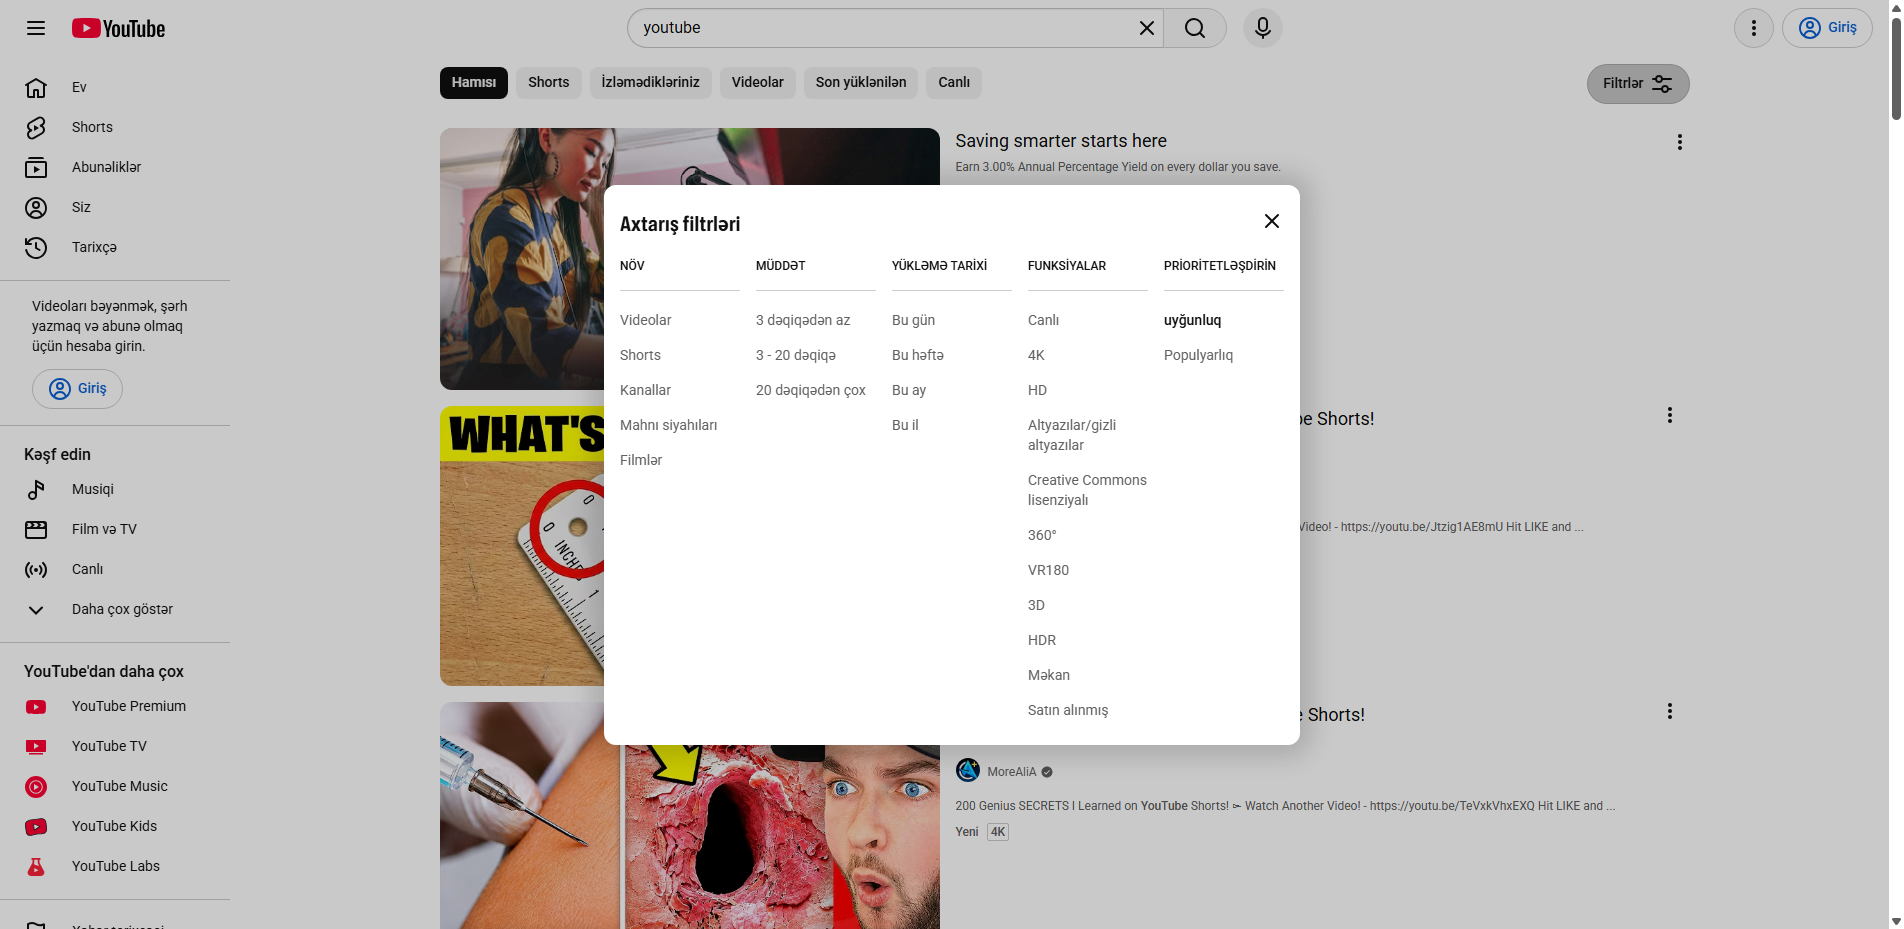 YouTube
youtube
Giriş
Ev
Shorts
Abunəliklər
Siz
Tarixçə
Videoları bəyənmək, şərh
yazmaq və abunə olmaq
üçün hesaba girin.
Giriş
Kəşf edin
Musiqi
Film və TV
Canlı
Daha çox göstər
YouTube'dan daha çox
YouTube Premium
YouTube TV
YouTube Music
YouTube Kids
YouTube Labs
Hamısı
Shorts
İzləmədikləriniz
Videolar
Son yüklənilən
Canlı
Filtrlər
Saving smarter starts here
Earn 3.00% Annual Percentage Yield on every dollar you save.
Axtarış filtrləri
NÖV
Videolar
Shorts
Kanallar
Mahnı siyahıları
Filmlər
MÜDDƏT
3 dəqiqədən az
3 - 20 dəqiqə
20 dəqiqədən çox
YÜKLƏMƏ TARİXİ
Bu gün
Bu həftə
Bu ay
Bu il
FUNKSİYALAR
Canlı
4K
HD
Altyazılar/gizli
altyazılar
Creative Commons
lisenziyalı
360°
VR180
3D
HDR
Məkan
Satın alınmış
PRİORİTETLƏŞDİRİN
uyğunluq
Populyarlıq
WHAT'S
0
0
INCHES
1
Shorts!
Video! - https://youtu.be/Jtzig1AE8mU Hit LIKE and ...
Shorts!
MoreAliA
200 Genius SECRETS I Learned on YouTube Shorts! ➵ Watch Another Video! - https://youtu.be/TeVxkVhxEXQ Hit LIKE and ...
Yeni
4K